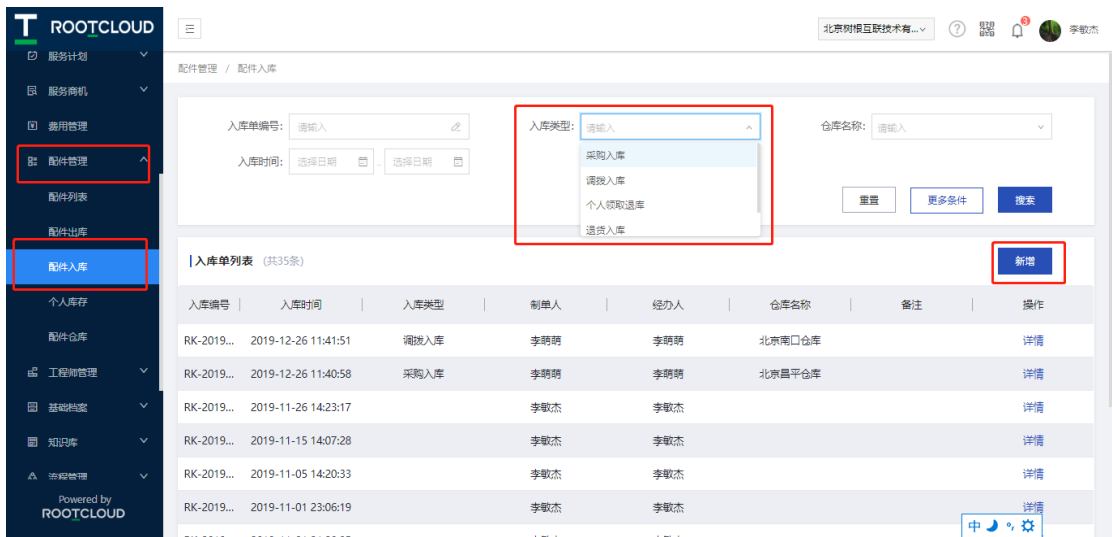 ROOTCLOUD
北京树根互联技术有...
?
3
李敏杰
服务计划
服务商机
费用管理
配件管理
配件列表
配件出库
配件入库
个人库存
配件仓库
工程师管理
基础档案
知识库
流程管理
Powered by
ROOTCLOUD
配件管理 / 配件入库
入库单编号: 请输入
入库类型: 请输入
仓库名称: 请输入
入库时间: 选择日期 - 选择日期
采购入库
调拨入库
个人领取退库
退货入库
重置 更多条件 搜索
入库单列表 (共35条)
新增
入库编号 入库时间 入库类型 制单人 经办人 仓库名称 备注 操作
RK-2019... 2019-12-26 11:41:51 调拨入库 李萌萌 李萌萌 北京南口仓库 详情
RK-2019... 2019-12-26 11:40:58 采购入库 李萌萌 李萌萌 北京昌平仓库 详情
RK-2019... 2019-11-26 14:23:17 李敏杰 李敏杰 详情
RK-2019... 2019-11-15 14:07:28 李敏杰 李敏杰 详情
RK-2019... 2019-11-05 14:20:33 李敏杰 李敏杰 详情
RK-2019... 2019-11-01 23:06:19 李敏杰 李敏杰 详情
中